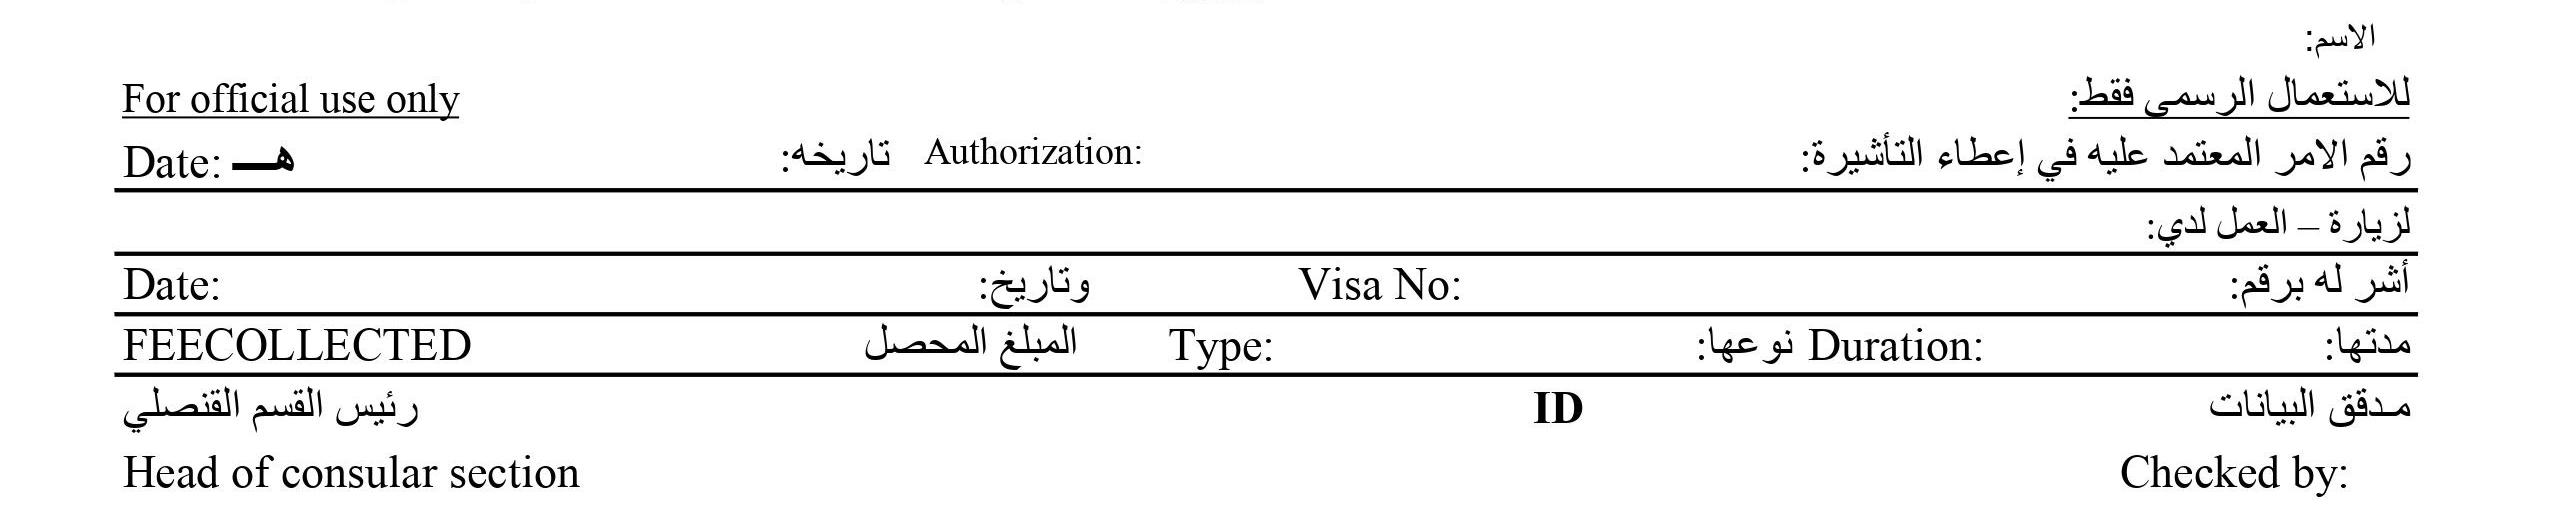 الاسم:
For official use only للاستعمال الرسمي فقط:
Date: هـــ تاريخه: Authorization: رقم الامر المعتمد عليه في إعطاء التأشيرة:
لزيارة – العمل لدي:
Date: وتاريخ: Visa No: أشر له برقم:
FEECOLLECTED المبلغ المحصل Type: نوعها: Duration: مدتها:
رئيس القسم القنصلي ID مـدقق البيانات
Head of consular section Checked by: